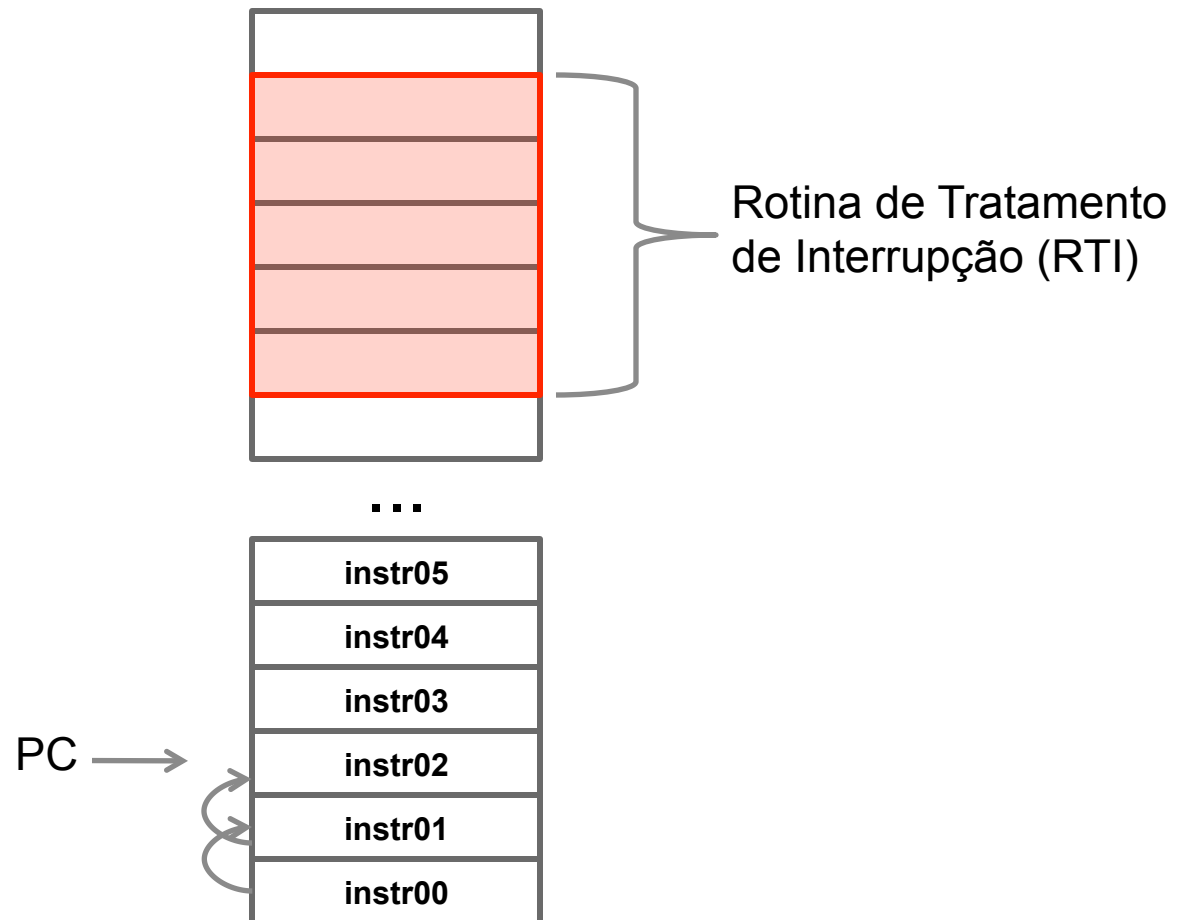 Rotina de Tratamento
de Interrupção (RTI)
...
instr05
instr04
instr03
PC
instr02
instr01
instr00